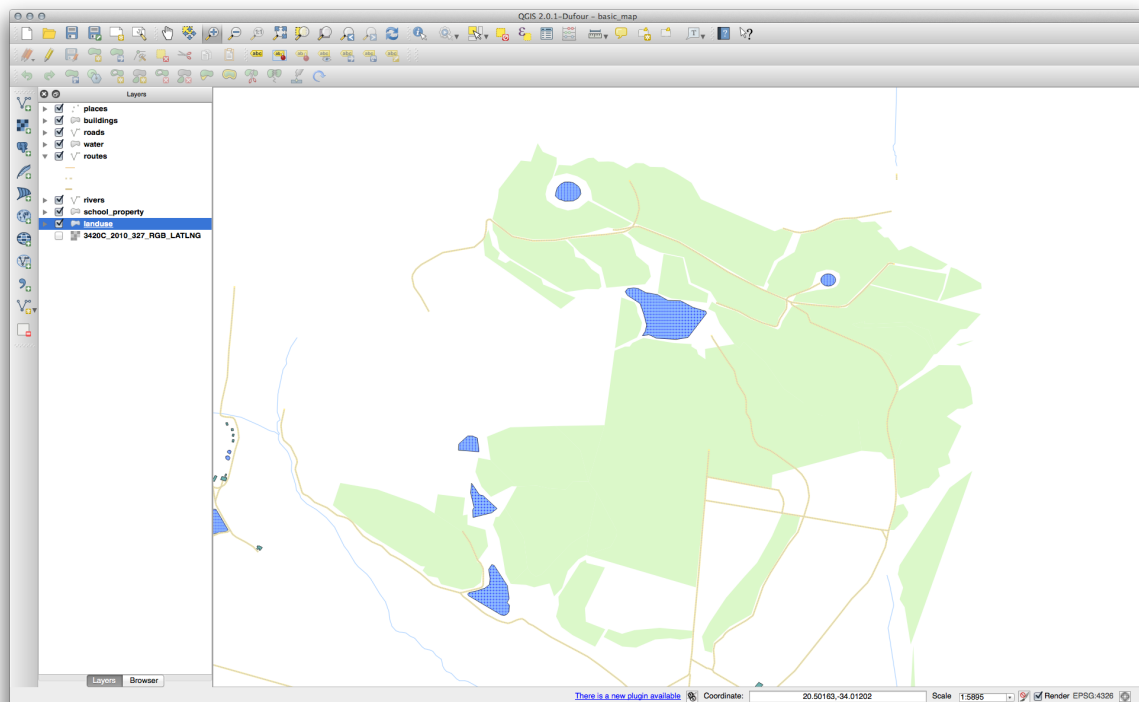 QGIS 2.0.1-Dufour - basic_map
Layers
places
buildings
roads
water
routes
rivers
school_property
landuse
3420C_2010_327_RGB_LATLNG
Layers Browser
There is a new plugin available Coordinate: 20.50163,-34.01202 Scale 1:5895 Render EPSG:4326